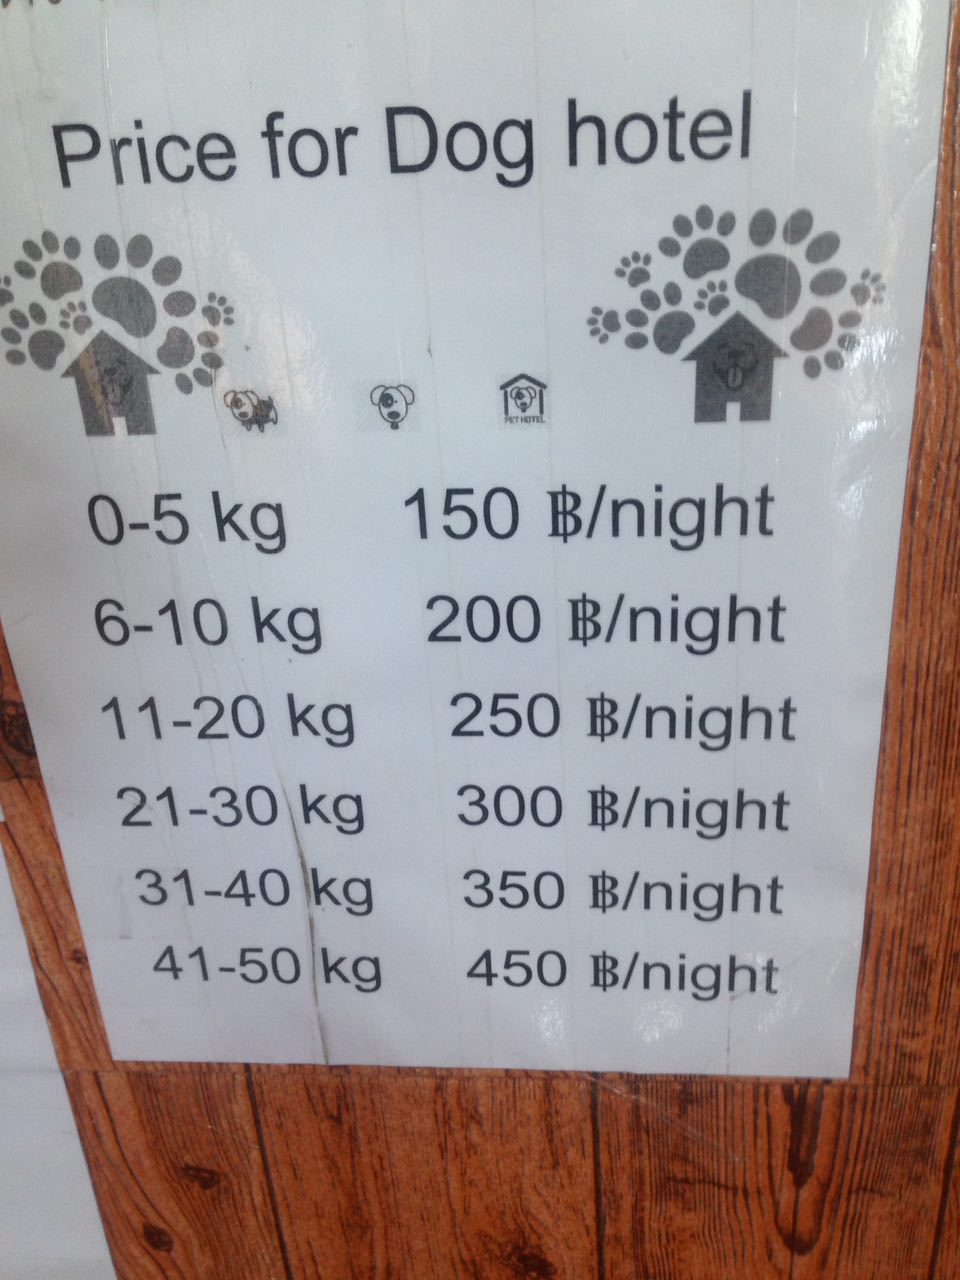 Price for Dog hotel
PET HOTEL
0-5 kg 150 ฿/night
6-10 kg 200 ฿/night
11-20 kg 250 ฿/night
21-30 kg 300 ฿/night
31-40 kg 350 ฿/night
41-50 kg 450 ฿/night